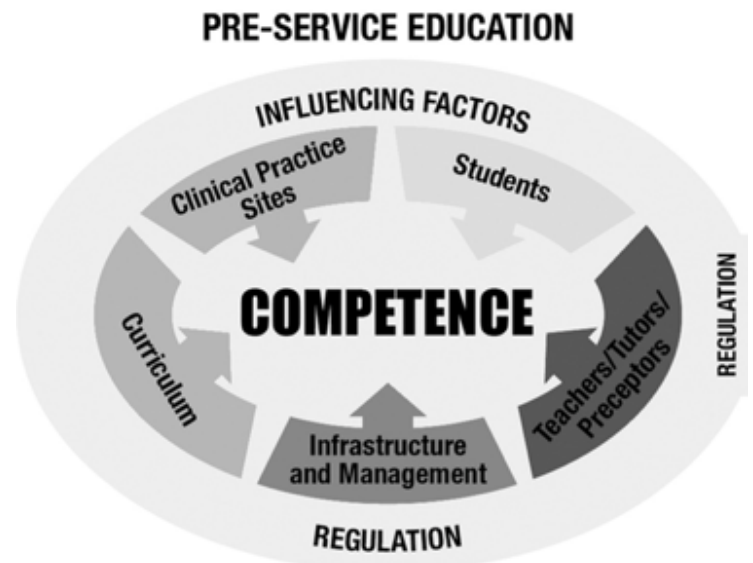 PRE-SERVICE EDUCATION
INFLUENCING FACTORS
Clinical Practice
Sites
Students
COMPETENCE
REGULATION
Curriculum
Teachers/Tutors/
Preceptors
Infrastructure
and Management
REGULATION